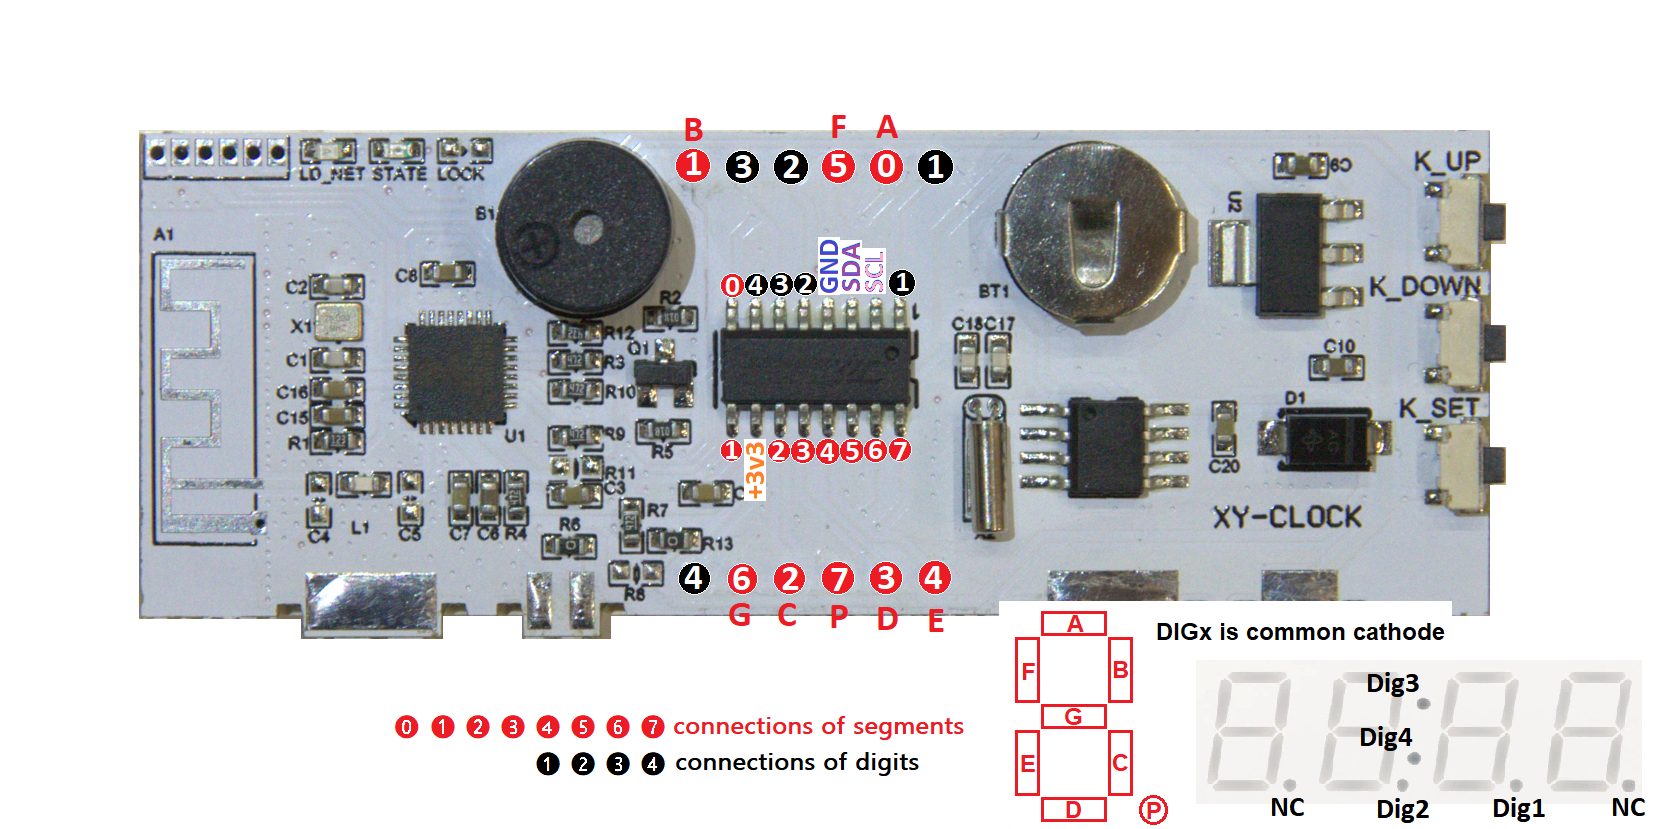 B F A
1 3 2 5 0 1
LD_NET STATE LOCK
K_UP
C9
U2
S1
A1
C8
C2
X1
C1
C16
C15
R1
U1
R2
R12
Q1
R3
R10
R9
R5
R11
C3
0 4 3 2 GND SDA SCL 1
1
1 +3v3 2 3 4 5 6 7
BT1
C18 C17
K_DOWN
C10
K_SET
D1
C20
XY-CLOCK
C4
L1
C5
C7 C6 R4
R6
R7
R13
R8
4 6 2 7 3 4
G C P D E
A
F B
G
E C
D P
DIGx is common cathode
Dig3
Dig4
NC Dig2 Dig1 NC
0 1 2 3 4 5 6 7 connections of segments
1 2 3 4 connections of digits